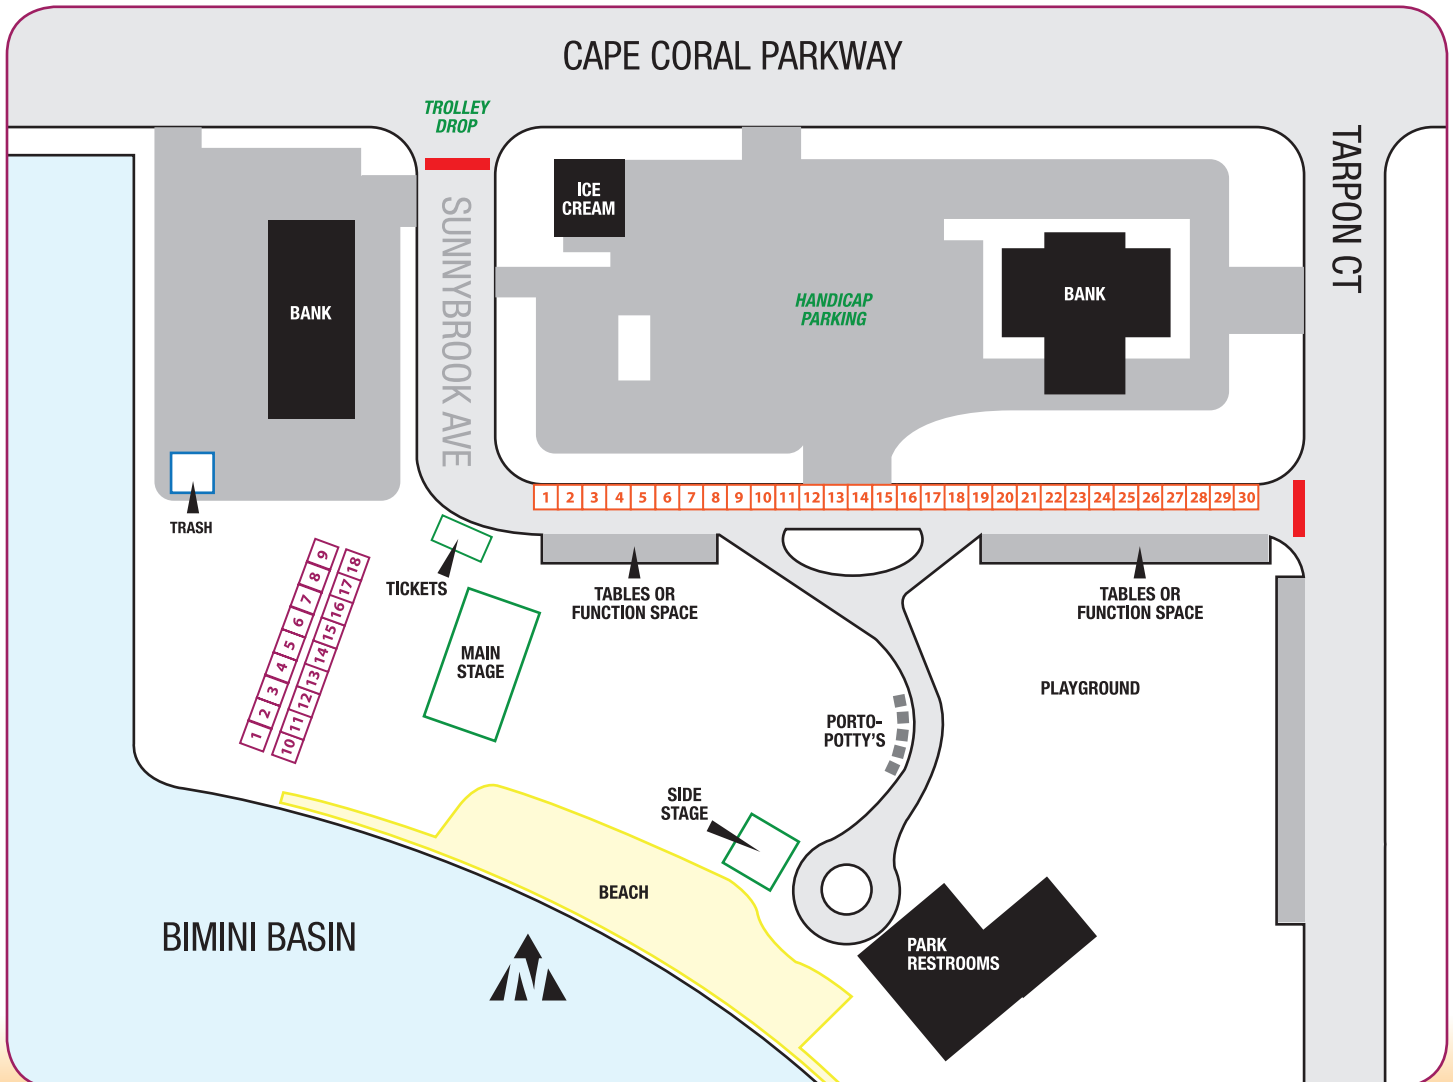 CAPE CORAL PARKWAY
TROLLEY
DROP
TARPON CT
SUNNYBROOK AVE
ICE
CREAM
BANK
HANDICAP
PARKING
BANK
TRASH
1 2 3 4 5 6 7 8 9 10 11 12 13 14 15 16 17 18 19 20 21 22 23 24 25 26 27 28 29 30
TICKETS
TABLES OR
FUNCTION SPACE
TABLES OR
FUNCTION SPACE
1 2 3 4 5 6 7 8 9
10 11 12 13 14 15 16 17 18
MAIN
STAGE
PLAYGROUND
PORTO-
POTTY'S
SIDE
STAGE
BEACH
BIMINI BASIN
N
PARK
RESTROOMS